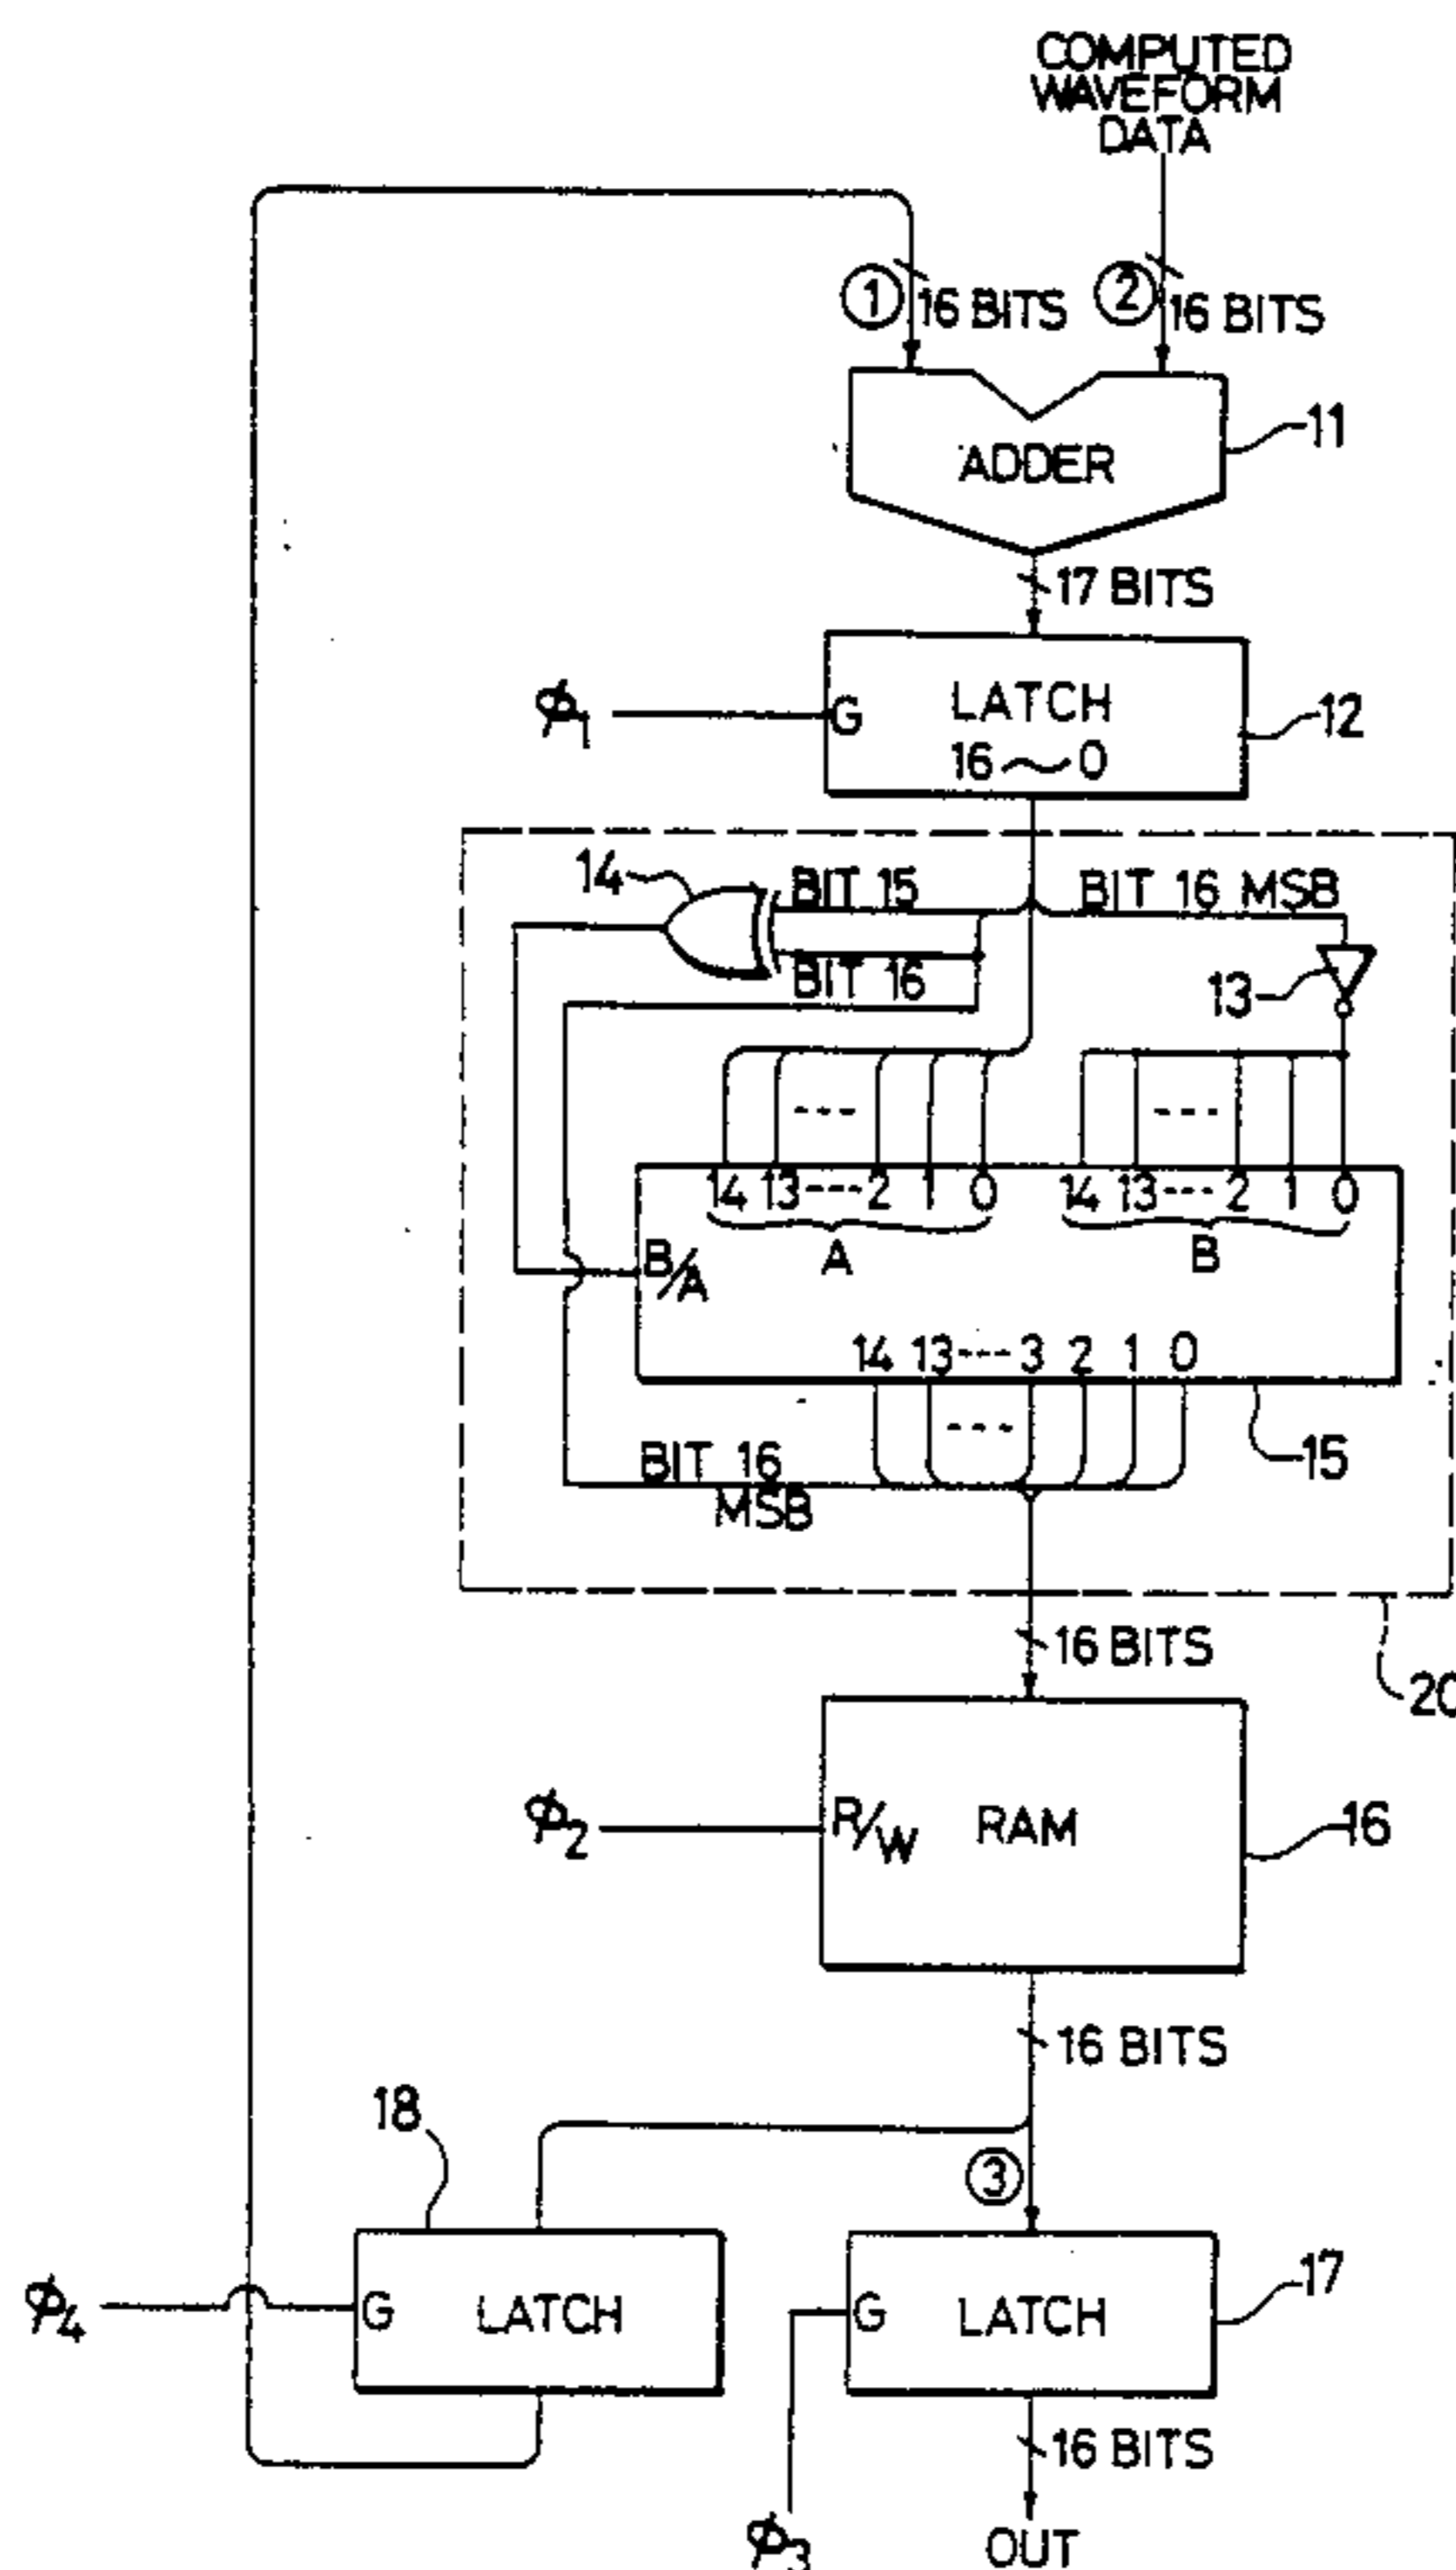 COMPUTED
WAVEFORM
DATA
① 16 BITS ② 16 BITS
ADDER
11
17 BITS
ϕ1 G LATCH
16～0
12
14 BIT 15 BIT 16 MSB
BIT 16
13
14 13 --- 2 1 0 14 13 --- 2 1 0
B/A A B
14 13 --- 3 2 1 0
BIT 16
MSB
15
16 BITS
20
ϕ2 R/W RAM 16
16 BITS
18
③
ϕ4 G LATCH G LATCH 17
16 BITS
ϕ3 OUT